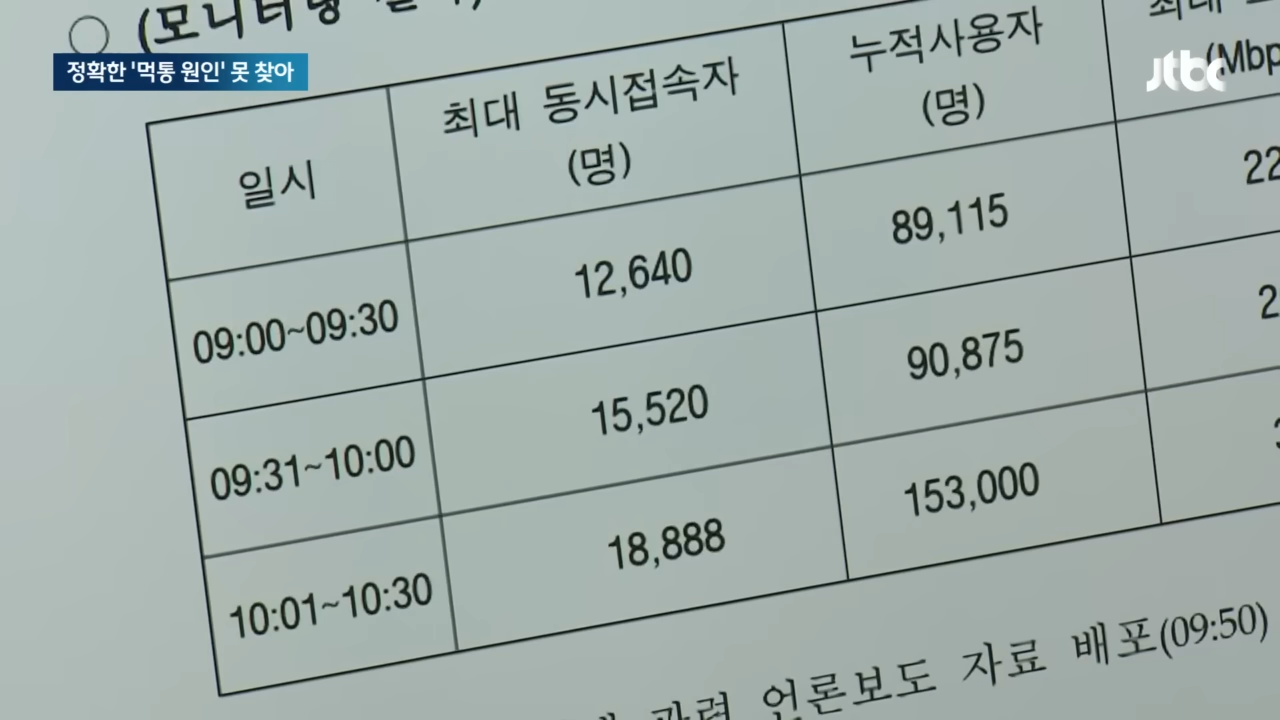 ○ (모니터링
정확한 '먹통 원인' 못 찾아
jtbc
일시 최대 동시접속자 (명) 누적사용자 (명) 최대 (Mbp
09:00~09:30 12,640 89,115 22
09:31~10:00 15,520 90,875 2
10:01~10:30 18,888 153,000
관련 언론보도 자료 배포(09:50)